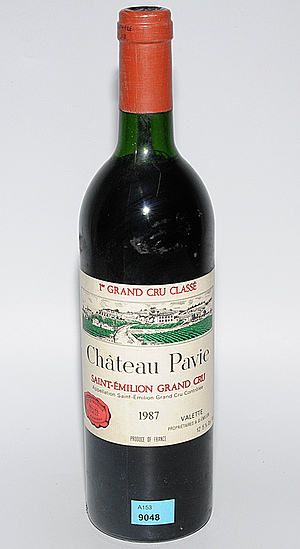 1er GRAND CRU CLASSÉ
Château Pavie
SAINT-ÉMILION GRAND CRU
Appellation Saint-Émilion Grand Cru Contrôlée
1987
VALETTE
PRODUCE OF FRANCE
A153
9048